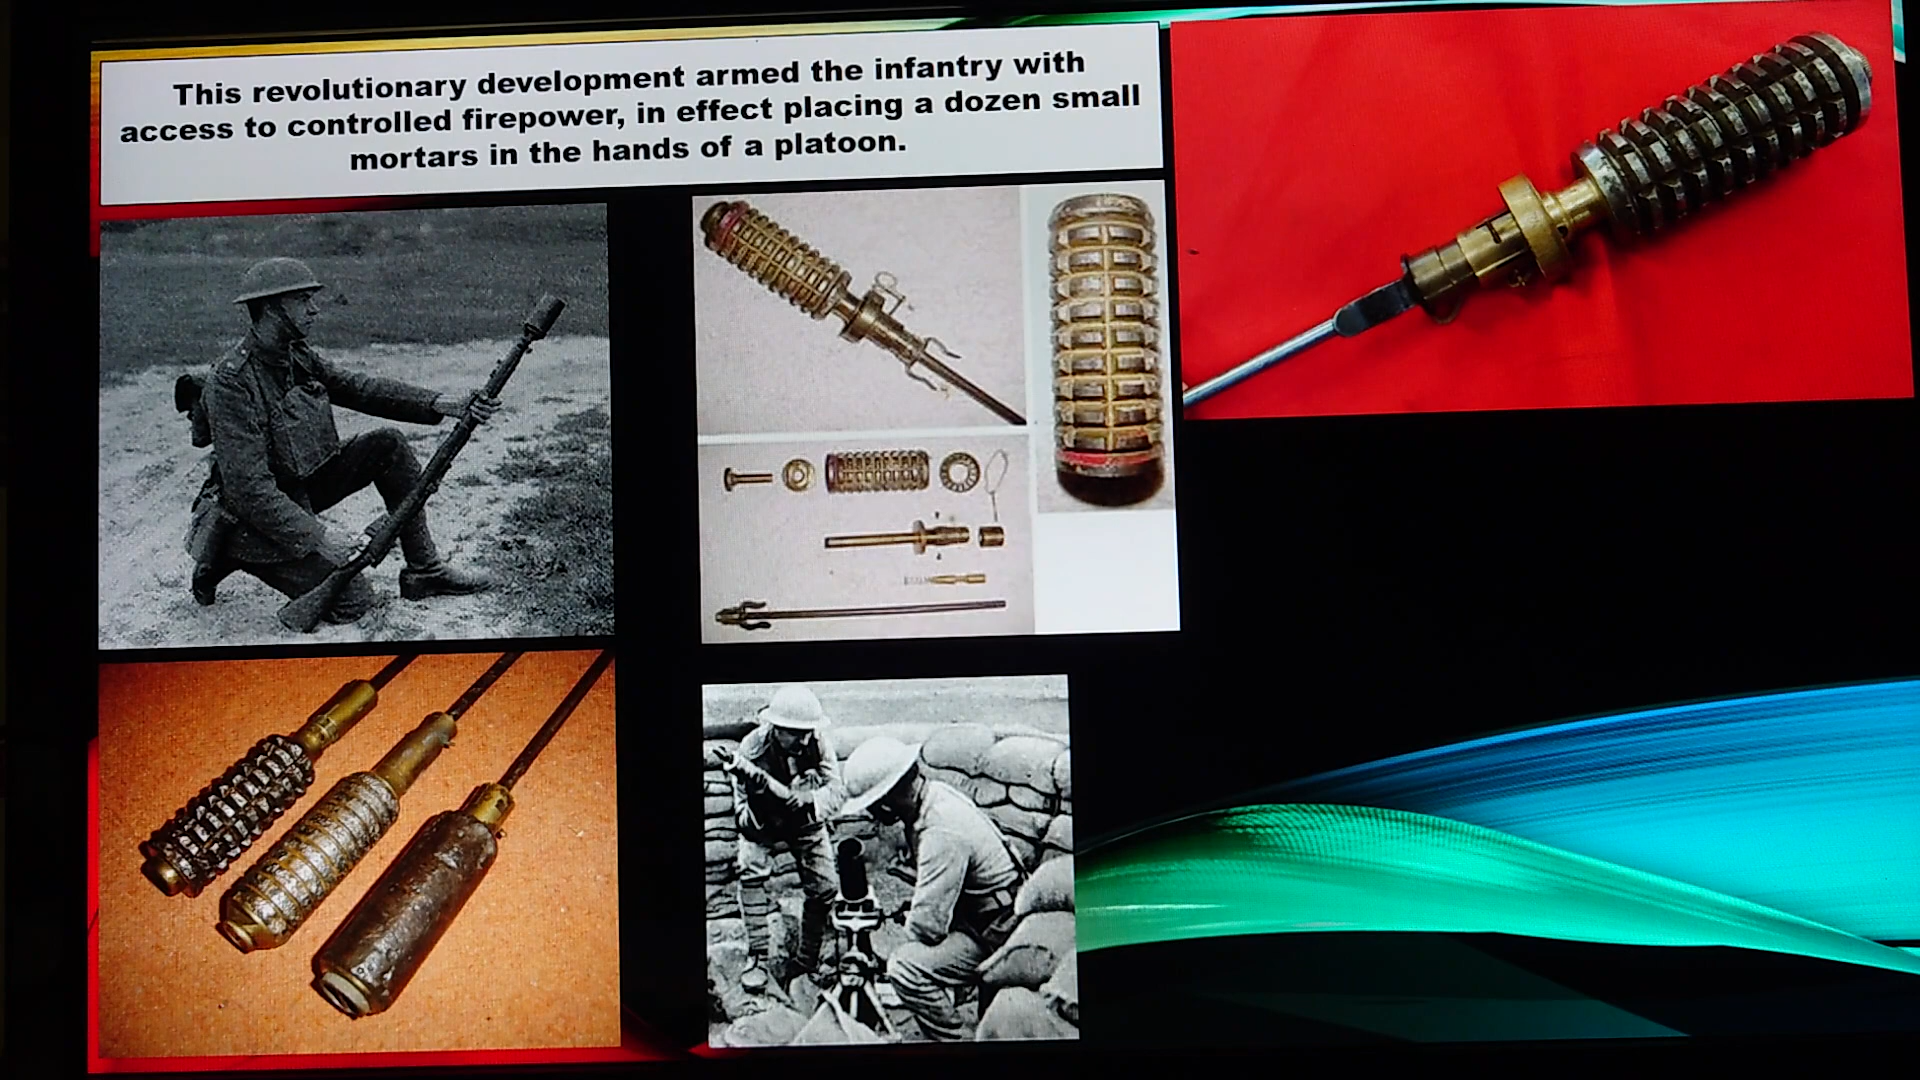 This revolutionary development armed the infantry with
access to controlled firepower, in effect placing a dozen small
mortars in the hands of a platoon.